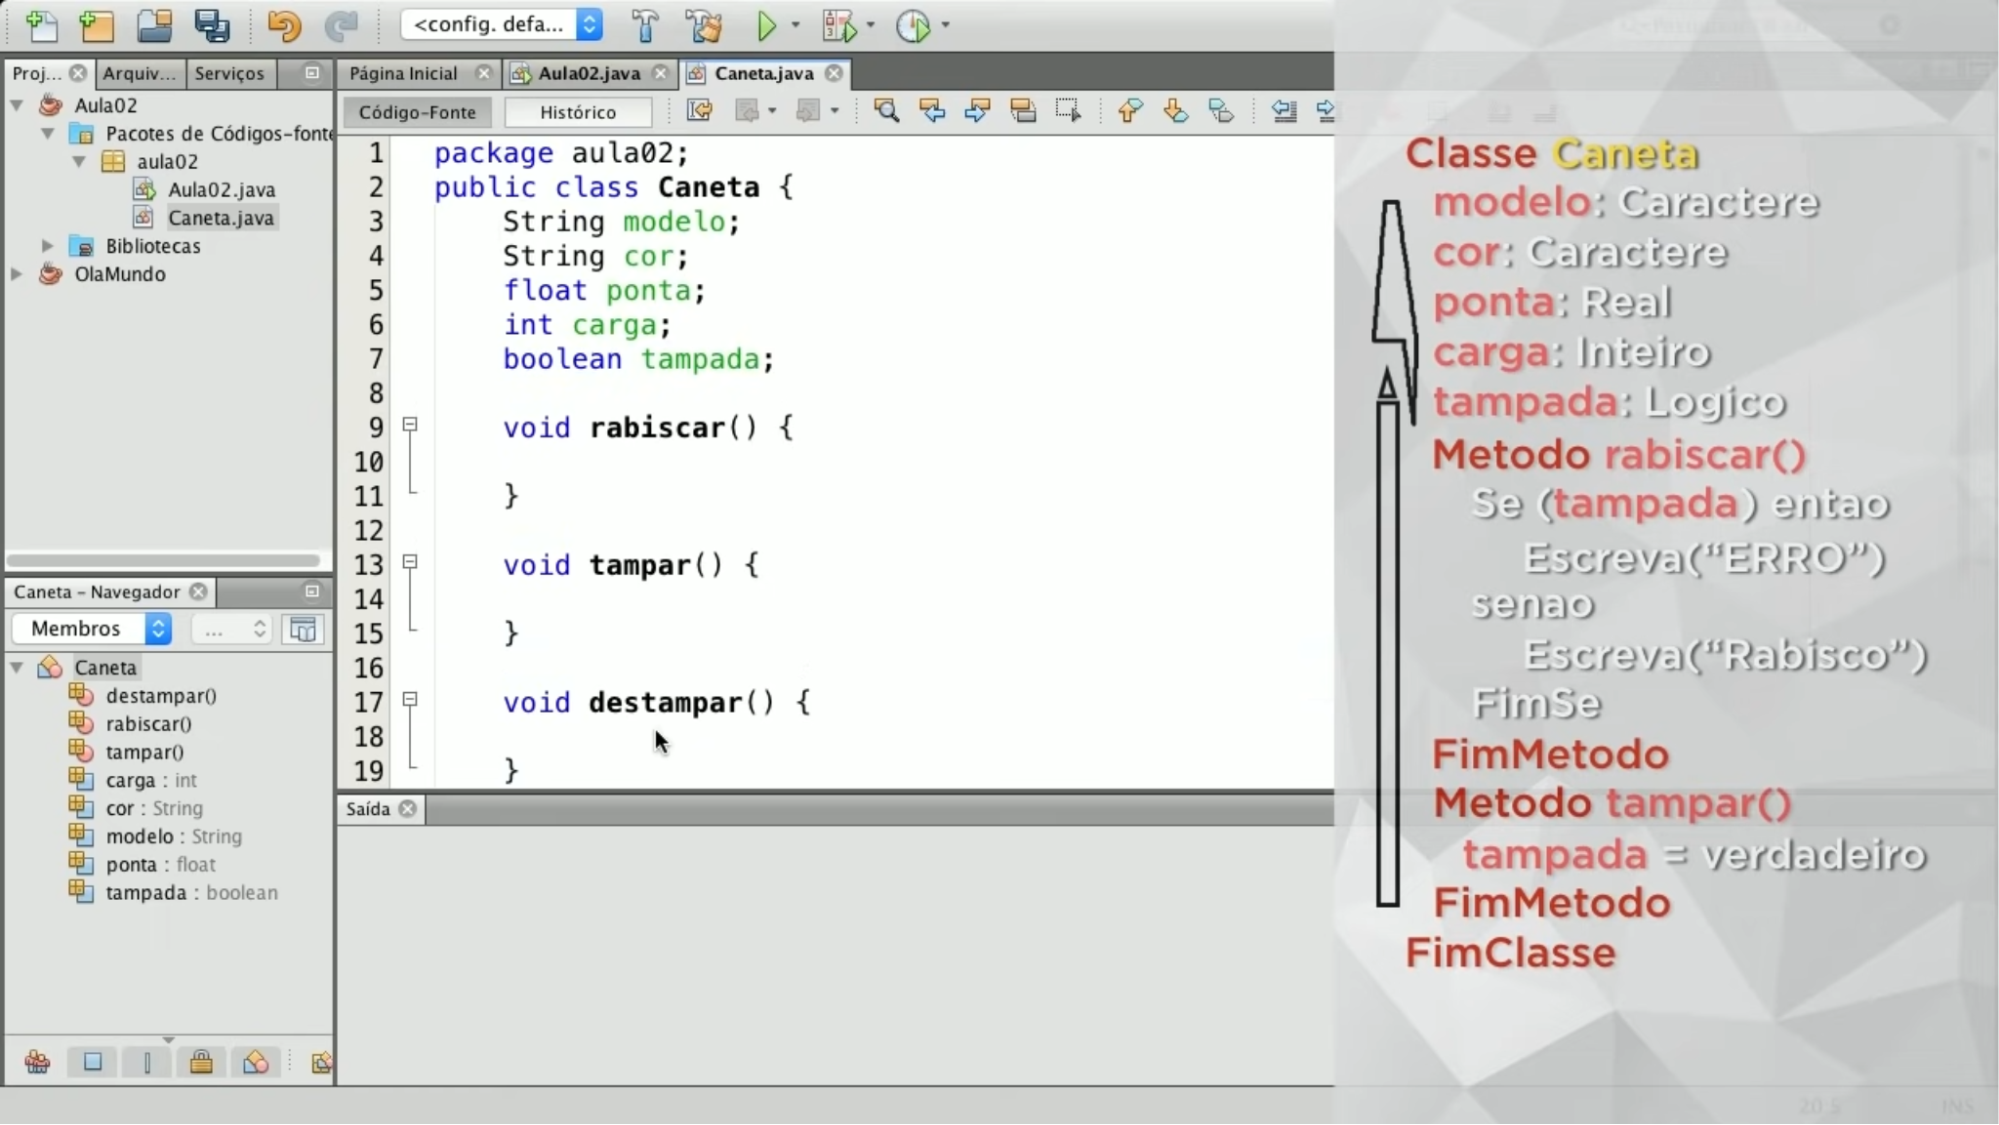 <config. defa...
Proj...
Arquiv...
Serviços
Aula02
Pacotes de Códigos-fonte
aula02
Aula02.java
Caneta.java
Bibliotecas
OlaMundo
Caneta – Navegador
Membros
...
Caneta
destampar()
rabiscar()
tampar()
carga : int
cor : String
modelo : String
ponta : float
tampada : boolean
Página Inicial
Aula02.java
Caneta.java
Código-Fonte
Histórico
1 package aula02;
2 public class Caneta {
3 String modelo;
4 String cor;
5 float ponta;
6 int carga;
7 boolean tampada;
8
9 void rabiscar() {
10
11 }
12
13 void tampar() {
14
15 }
16
17 void destampar() {
18
19 }
Saída
Classe Caneta
modelo: Caractere
cor: Caractere
ponta: Real
carga: Inteiro
tampada: Logico
Metodo rabiscar()
Se (tampada) entao
Escreva(“ERRO”)
senao
Escreva(“Rabisco”)
FimSe
FimMetodo
Metodo tampar()
tampada = verdadeiro
FimMetodo
FimClasse
20:5
INS